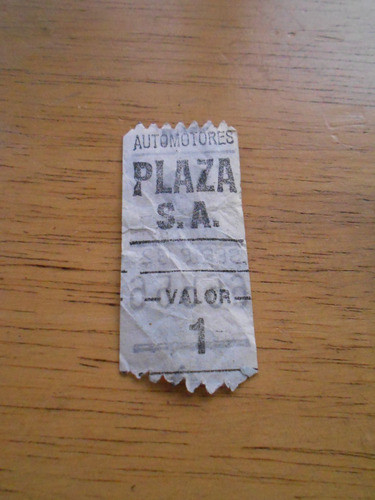 AUTOMOTORES
PLAZA
S.A.
VALOR
1